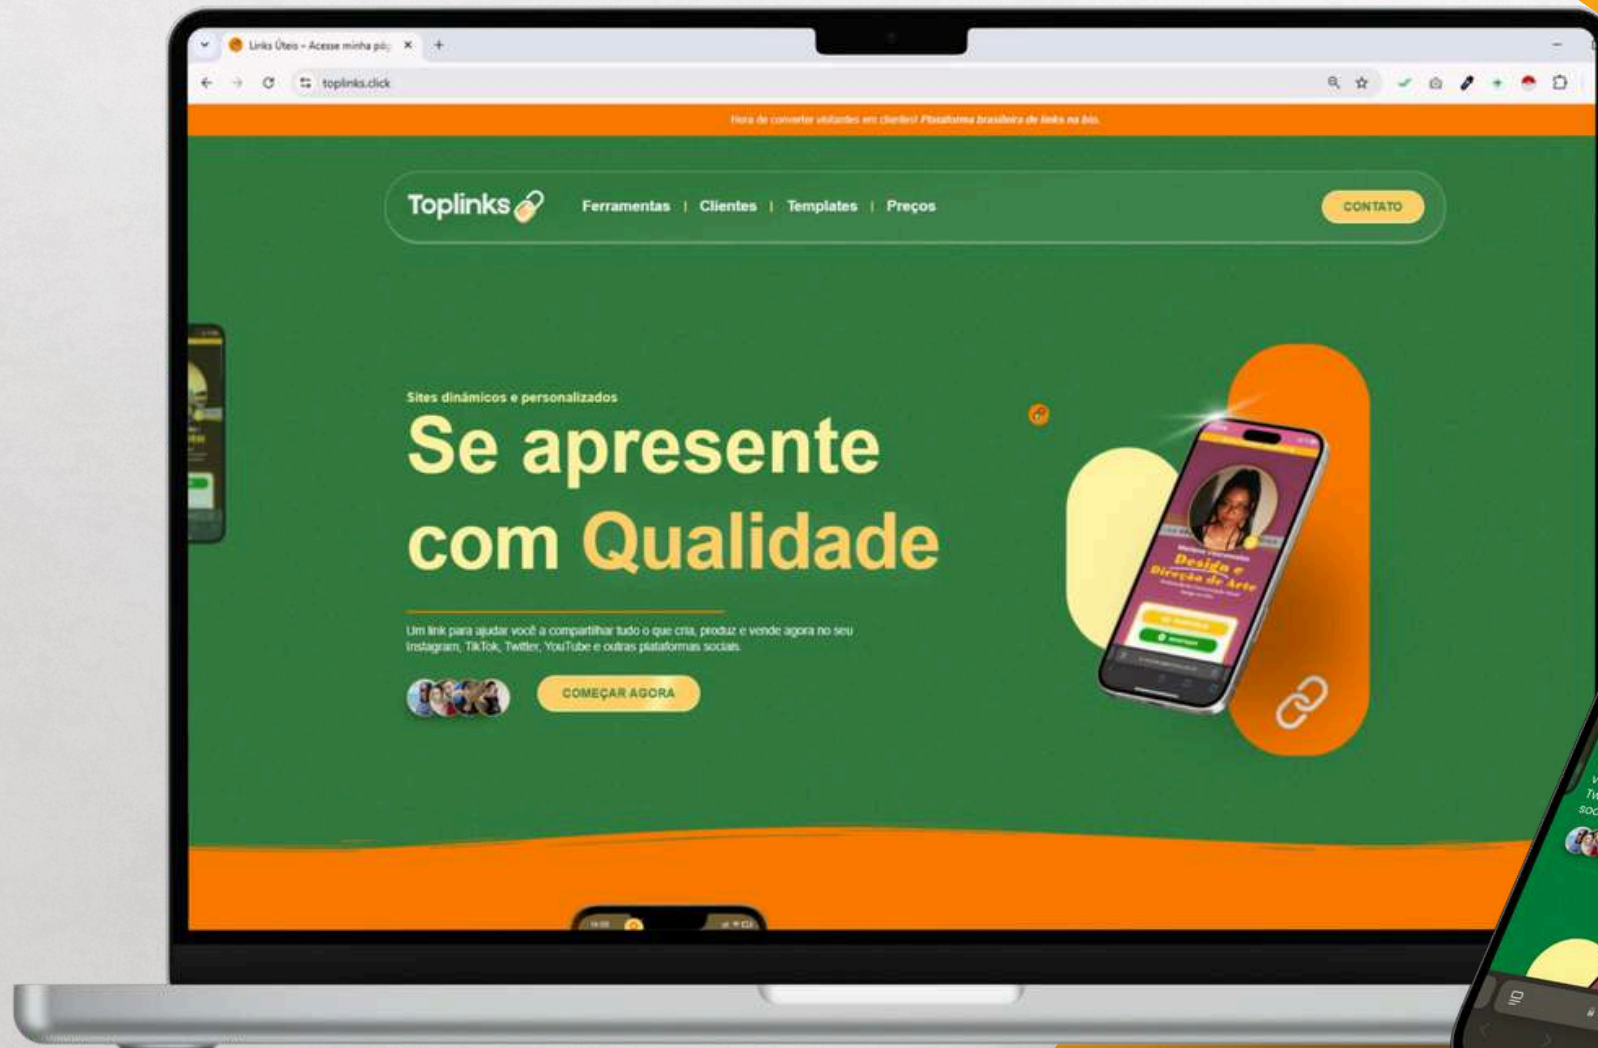 Links Úteis – Acesse minha pág
toplinks.click
Hora de converter visitantes em clientes! Plataforma brasileira de links na bio.
Toplinks
Ferramentas | Clientes | Templates | Preços
CONTATO
Sites dinâmicos e personalizados
Se apresente
com Qualidade
Um link para ajudar você a compartilhar tudo o que cria, produz e vende agora no seu
Instagram, TikTok, Twitter, YouTube e outras plataformas sociais.
COMEÇAR AGORA
Design e
Direção de Arte